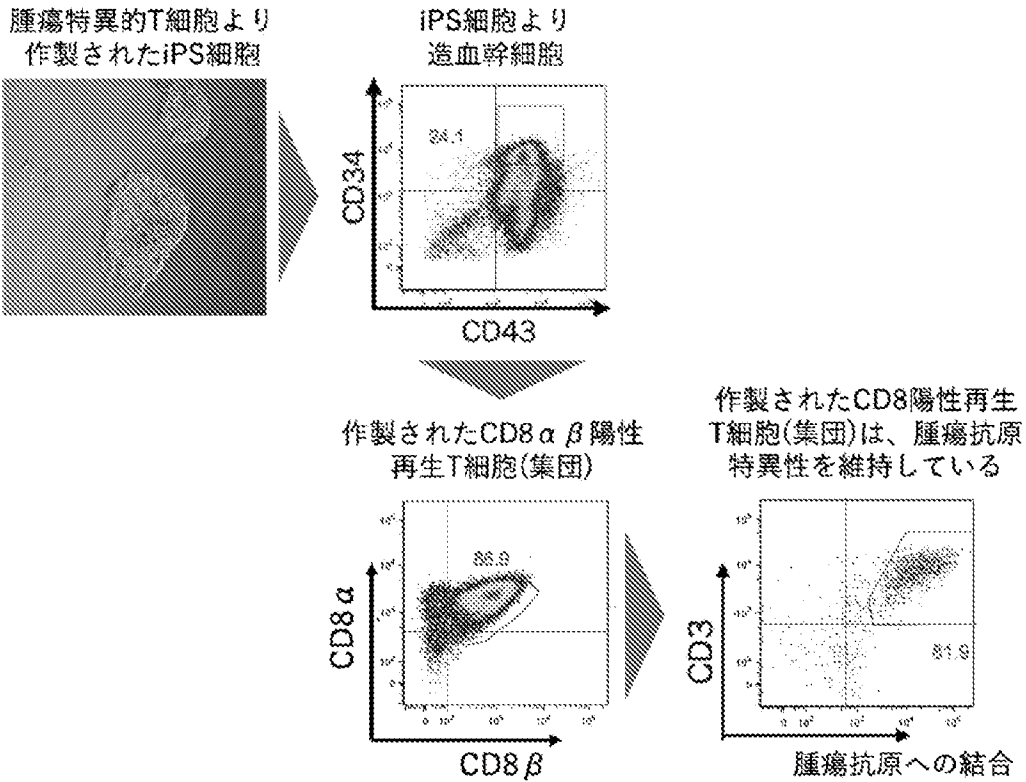 腫瘍特異的T細胞より
作製されたiPS細胞
iPS細胞より
造血幹細胞
CD34
CD43
作製されたCD8αβ陽性
再生T細胞(集団)
CD8α
CD8β
作製されたCD8陽性再生
T細胞(集団)は、腫瘍抗原
特異性を維持している
CD3
81.9
腫瘍抗原への結合